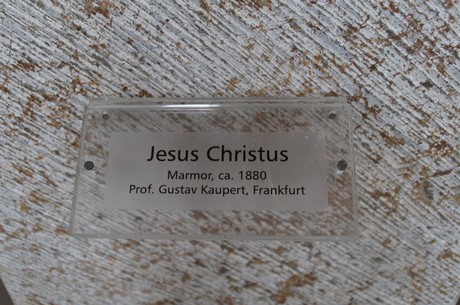 Jesus Christus
Marmor, ca. 1880
Prof. Gustav Kaupert, Frankfurt